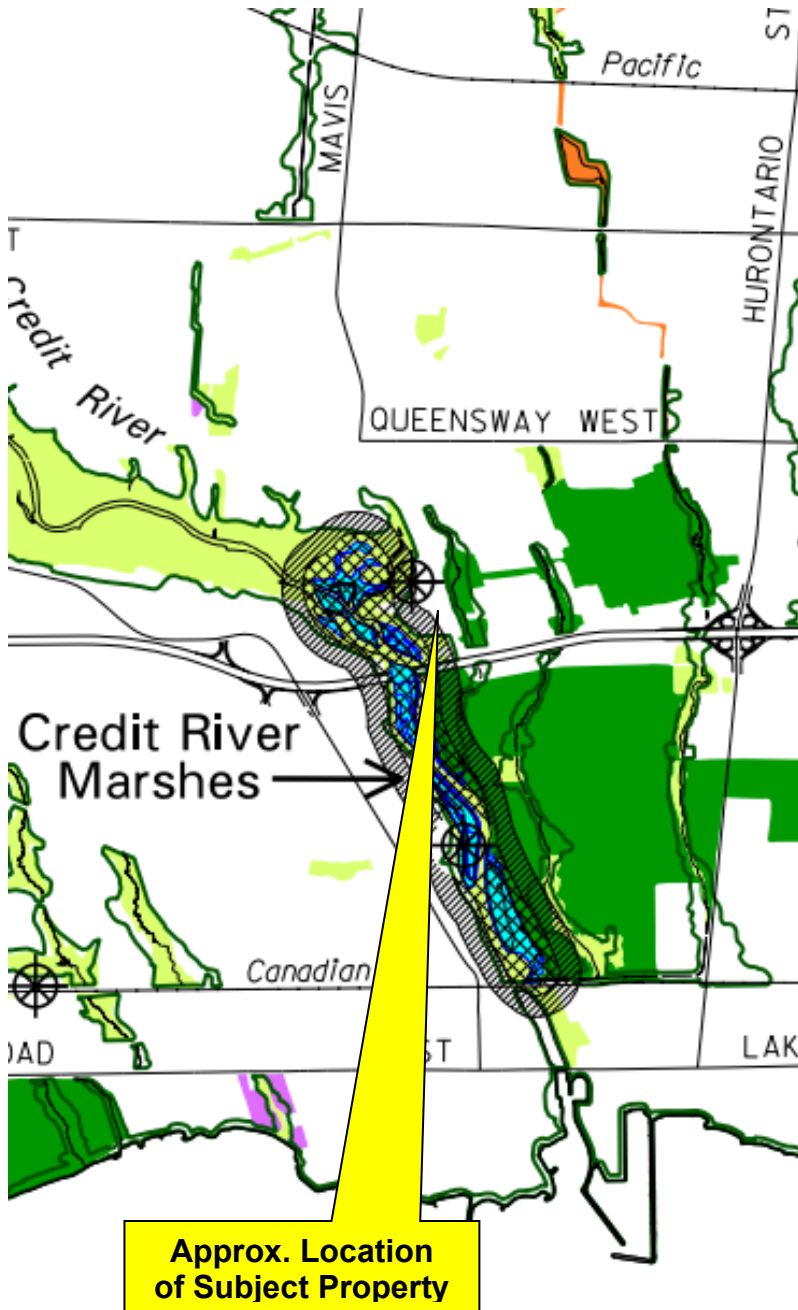 ST
Pacific
MAVIS
HURONTARIO
T
Credit River
QUEENSWAY WEST
Credit River
Marshes
Canadian
OAD
ST
LAK
Approx. Location
of Subject Property